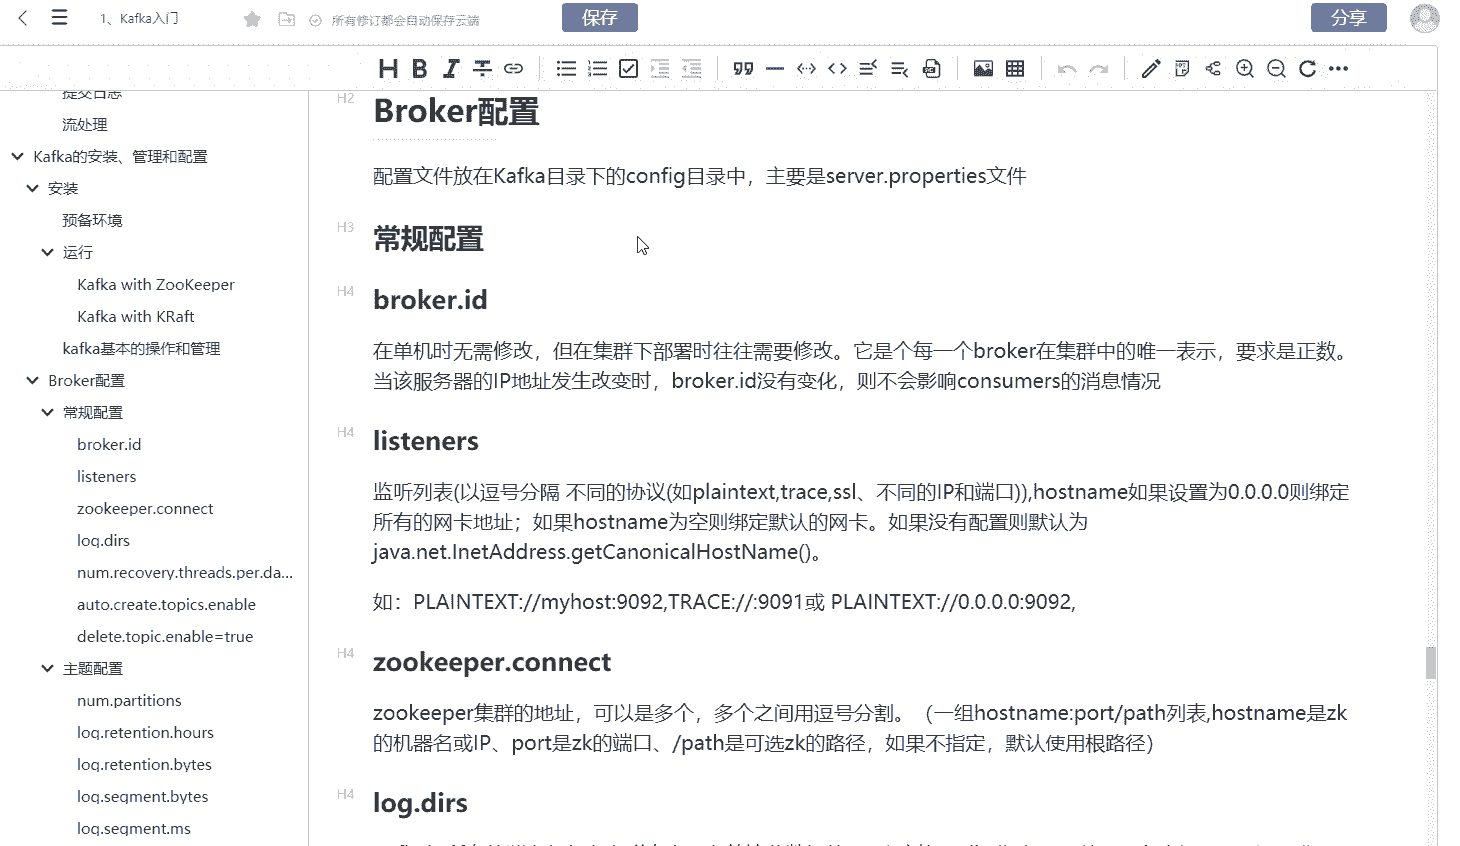 1、Kafka入门
所有修订都会自动保存云端
保存
分享
提交日志
流处理
Kafka的安装、管理和配置
安装
预备环境
运行
Kafka with ZooKeeper
Kafka with KRaft
kafka基本的操作和管理
Broker配置
常规配置
broker.id
listeners
zookeeper.connect
log.dirs
num.recovery.threads.per.da...
auto.create.topics.enable
delete.topic.enable=true
主题配置
num.partitions
log.retention.hours
log.retention.bytes
log.segment.bytes
log.segment.ms
H2
Broker配置
配置文件放在Kafka目录下的config目录中，主要是server.properties文件
H3
常规配置
H4
broker.id
在单机时无需修改，但在集群下部署时往往需要修改。它是个每一个broker在集群中的唯一表示，要求是正数。
当该服务器的IP地址发生改变时，broker.id没有变化，则不会影响consumers的消息情况
H4
listeners
监听列表(以逗号分隔 不同的协议(如plaintext,trace,ssl、不同的IP和端口)),hostname如果设置为0.0.0.0则绑定
所有的网卡地址；如果hostname为空则绑定默认的网卡。如果没有配置则默认为
java.net.InetAddress.getCanonicalHostName()。
如：PLAINTEXT://myhost:9092,TRACE://:9091或 PLAINTEXT://0.0.0.0:9092,
H4
zookeeper.connect
zookeeper集群的地址，可以是多个，多个之间用逗号分割。（一组hostname:port/path列表,hostname是zk
的机器名或IP、port是zk的端口、/path是可选zk的路径，如果不指定，默认使用根路径）
H4
log.dirs